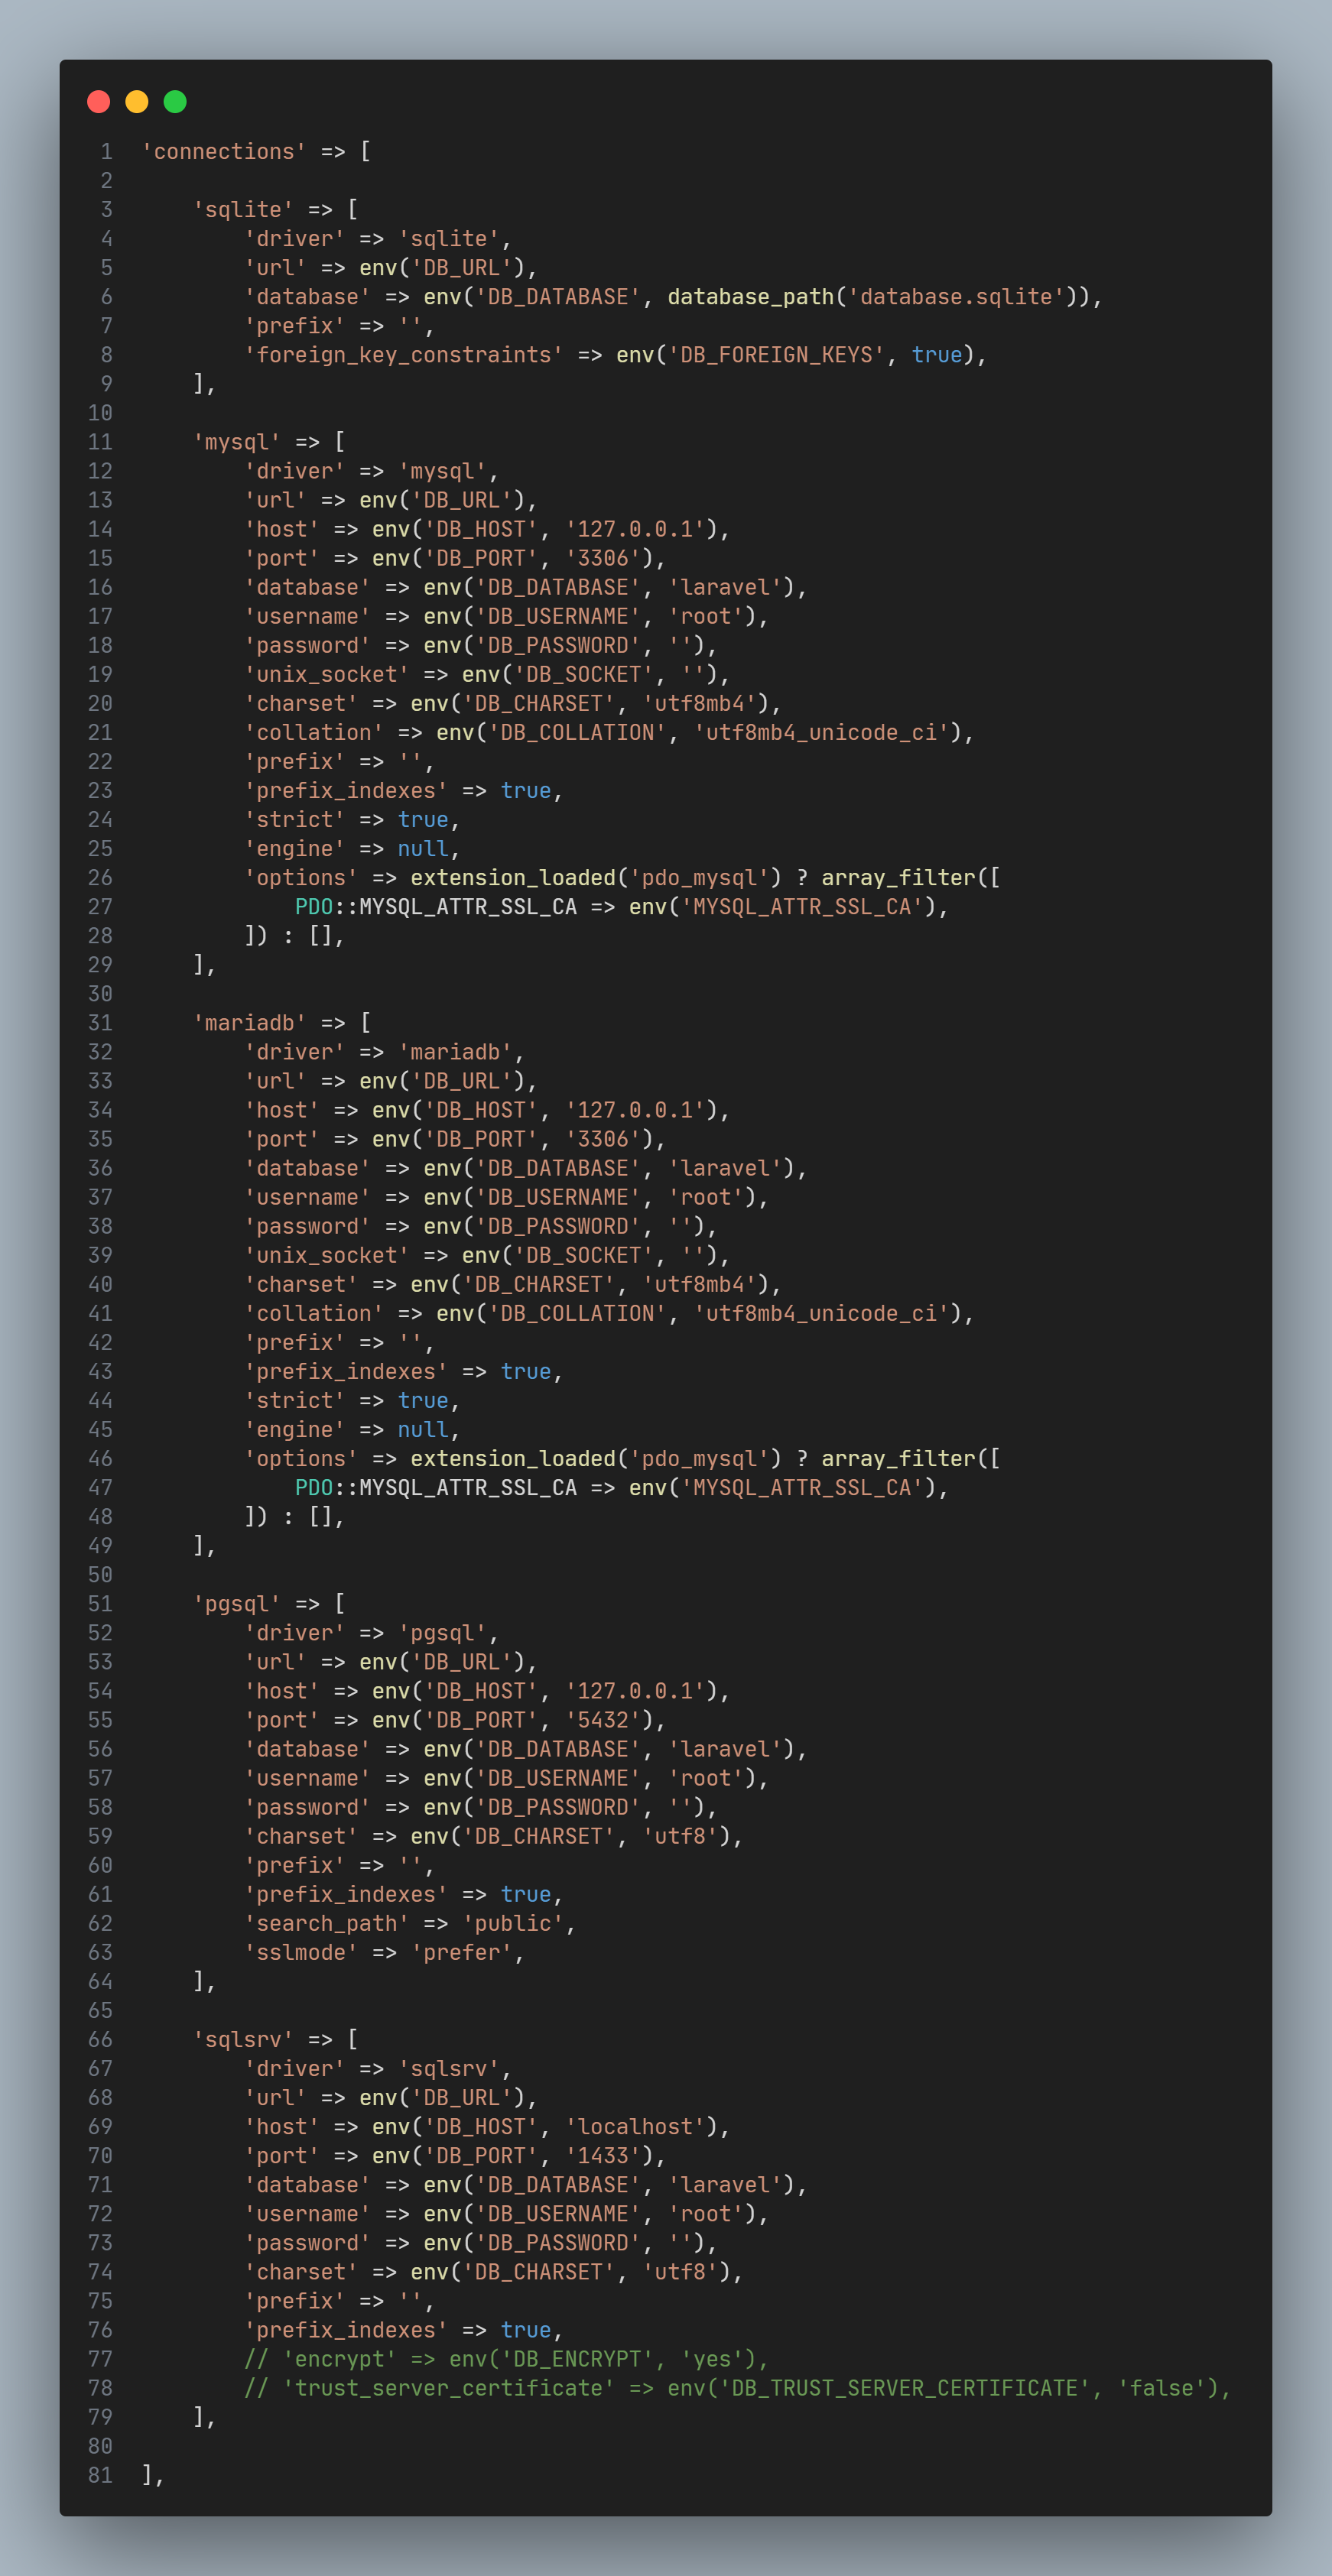 1 'connections' => [
2
3     'sqlite' => [
4         'driver' => 'sqlite',
5         'url' => env('DB_URL'),
6         'database' => env('DB_DATABASE', database_path('database.sqlite')),
7         'prefix' => '',
8         'foreign_key_constraints' => env('DB_FOREIGN_KEYS', true),
9     ],
10
11     'mysql' => [
12         'driver' => 'mysql',
13         'url' => env('DB_URL'),
14         'host' => env('DB_HOST', '127.0.0.1'),
15         'port' => env('DB_PORT', '3306'),
16         'database' => env('DB_DATABASE', 'laravel'),
17         'username' => env('DB_USERNAME', 'root'),
18         'password' => env('DB_PASSWORD', ''),
19         'unix_socket' => env('DB_SOCKET', ''),
20         'charset' => env('DB_CHARSET', 'utf8mb4'),
21         'collation' => env('DB_COLLATION', 'utf8mb4_unicode_ci'),
22         'prefix' => '',
23         'prefix_indexes' => true,
24         'strict' => true,
25         'engine' => null,
26         'options' => extension_loaded('pdo_mysql') ? array_filter([
27             PDO::MYSQL_ATTR_SSL_CA => env('MYSQL_ATTR_SSL_CA'),
28         ]) : [],
29     ],
30
31     'mariadb' => [
32         'driver' => 'mariadb',
33         'url' => env('DB_URL'),
34         'host' => env('DB_HOST', '127.0.0.1'),
35         'port' => env('DB_PORT', '3306'),
36         'database' => env('DB_DATABASE', 'laravel'),
37         'username' => env('DB_USERNAME', 'root'),
38         'password' => env('DB_PASSWORD', ''),
39         'unix_socket' => env('DB_SOCKET', ''),
40         'charset' => env('DB_CHARSET', 'utf8mb4'),
41         'collation' => env('DB_COLLATION', 'utf8mb4_unicode_ci'),
42         'prefix' => '',
43         'prefix_indexes' => true,
44         'strict' => true,
45         'engine' => null,
46         'options' => extension_loaded('pdo_mysql') ? array_filter([
47             PDO::MYSQL_ATTR_SSL_CA => env('MYSQL_ATTR_SSL_CA'),
48         ]) : [],
49     ],
50
51     'pgsql' => [
52         'driver' => 'pgsql',
53         'url' => env('DB_URL'),
54         'host' => env('DB_HOST', '127.0.0.1'),
55         'port' => env('DB_PORT', '5432'),
56         'database' => env('DB_DATABASE', 'laravel'),
57         'username' => env('DB_USERNAME', 'root'),
58         'password' => env('DB_PASSWORD', ''),
59         'charset' => env('DB_CHARSET', 'utf8'),
60         'prefix' => '',
61         'prefix_indexes' => true,
62         'search_path' => 'public',
63         'sslmode' => 'prefer',
64     ],
65
66     'sqlsrv' => [
67         'driver' => 'sqlsrv',
68         'url' => env('DB_URL'),
69         'host' => env('DB_HOST', 'localhost'),
70         'port' => env('DB_PORT', '1433'),
71         'database' => env('DB_DATABASE', 'laravel'),
72         'username' => env('DB_USERNAME', 'root'),
73         'password' => env('DB_PASSWORD', ''),
74         'charset' => env('DB_CHARSET', 'utf8'),
75         'prefix' => '',
76         'prefix_indexes' => true,
77         // 'encrypt' => env('DB_ENCRYPT', 'yes'),
78         // 'trust_server_certificate' => env('DB_TRUST_SERVER_CERTIFICATE', 'false'),
79     ],
80
81 ],